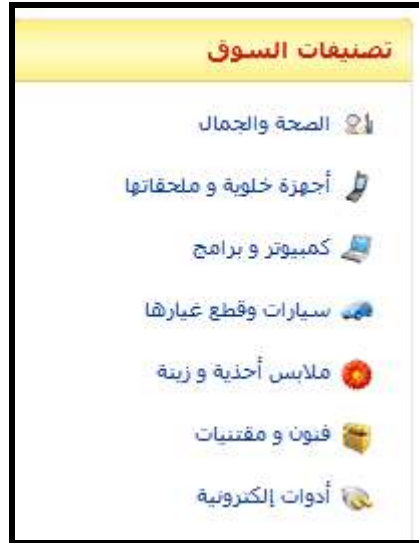 تصنيفات السوق
الصحة والجمال
أجهزة خلوية و ملحقاتها
كمبيوتر و برامج
سيارات وقطع غيارها
ملابس أحذية و زينة
فنون و مقتنيات
أدوات إلكترونية